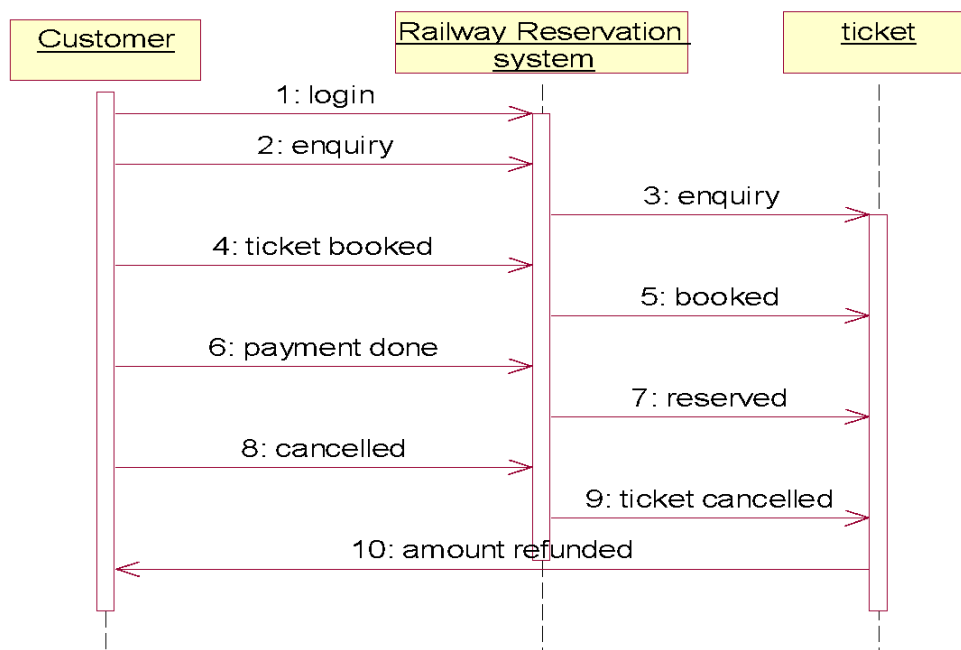 Customer
Railway Reservation
system
ticket
1: login
2: enquiry
3: enquiry
4: ticket booked
5: booked
6: payment done
7: reserved
8: cancelled
9: ticket cancelled
10: amount refunded